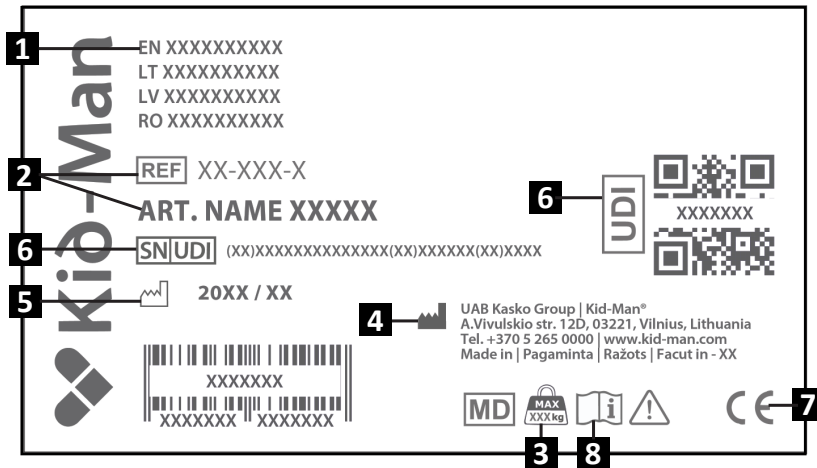 1
EN XXXXXXXXXX
LT XXXXXXXXXX
LV XXXXXXXXXX
RO XXXXXXXXXX
Kið-Man
2
REF XX-XXX-X
ART. NAME XXXXX
6
SN UDI (XX)XXXXXXXXXXXXXX(XX)XXXXXX(XX)XXXX
5
20XX / XX
XXXXXXX
XXXXXXX XXXXXXX
6
UDI
XXXXXXX
4
UAB Kasko Group | Kid-Man®
A.Vivulskio str. 12D, 03221, Vilnius, Lithuania
Tel. +370 5 265 0000 | www.kid-man.com
Made in | Pagaminta | Ražots | Facut in - XX
MD
MAX
XXX kg
i
!
CE
7
3
8